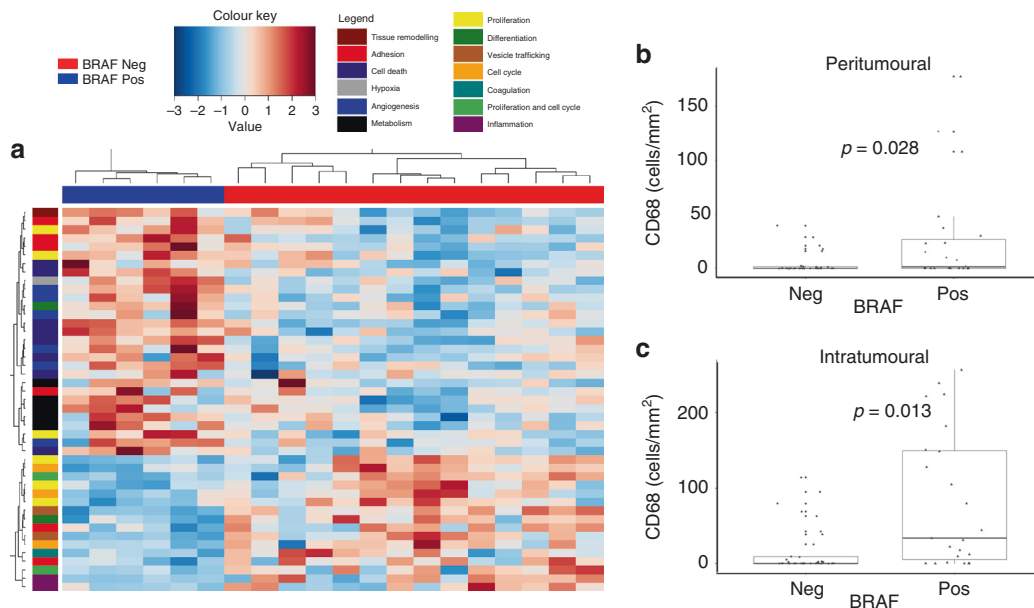 Colour key
BRAF Neg
BRAF Pos
−3 −2 −1 0 1 2 3
Value
Legend
Tissue remodelling
Adhesion
Cell death
Hypoxia
Angiogenesis
Metabolism
Proliferation
Differentiation
Vesicle trafficking
Cell cycle
Coagulation
Proliferation and cell cycle
Inflammation
a
b
Peritumoural
p = 0.028
CD68 (cells/mm²)
150
100
50
0
Neg
Pos
BRAF
c
Intratumoural
p = 0.013
CD68 (cells/mm²)
200
100
0
Neg
Pos
BRAF